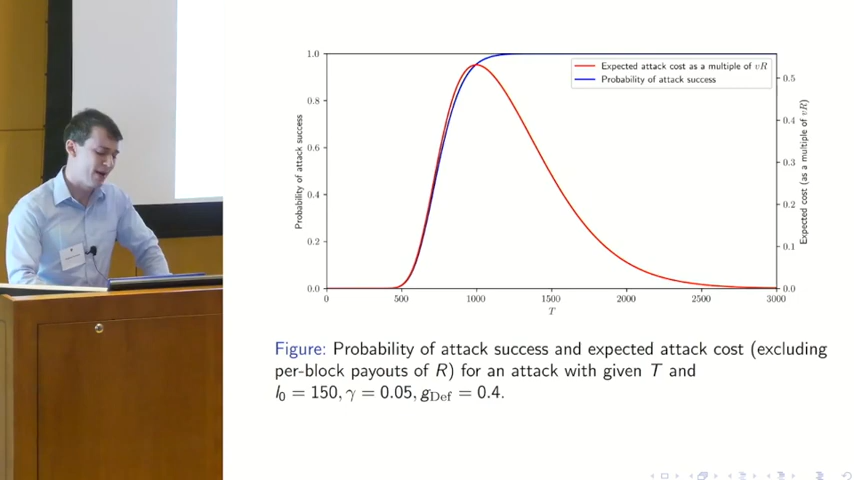 1.0
0.8
0.6
0.4
0.2
0.0
Probability of attack success
Expected attack cost as a multiple of vR
Probability of attack success
0.5
0.4
0.3
0.2
0.1
0.0
Expected cost (as a multiple of vR)
0 500 1000 1500 2000 2500 3000
T
Figure: Probability of attack success and expected attack cost (excluding
per-block payouts of R) for an attack with given T and
l₀ = 150, γ = 0.05, g_Def = 0.4.